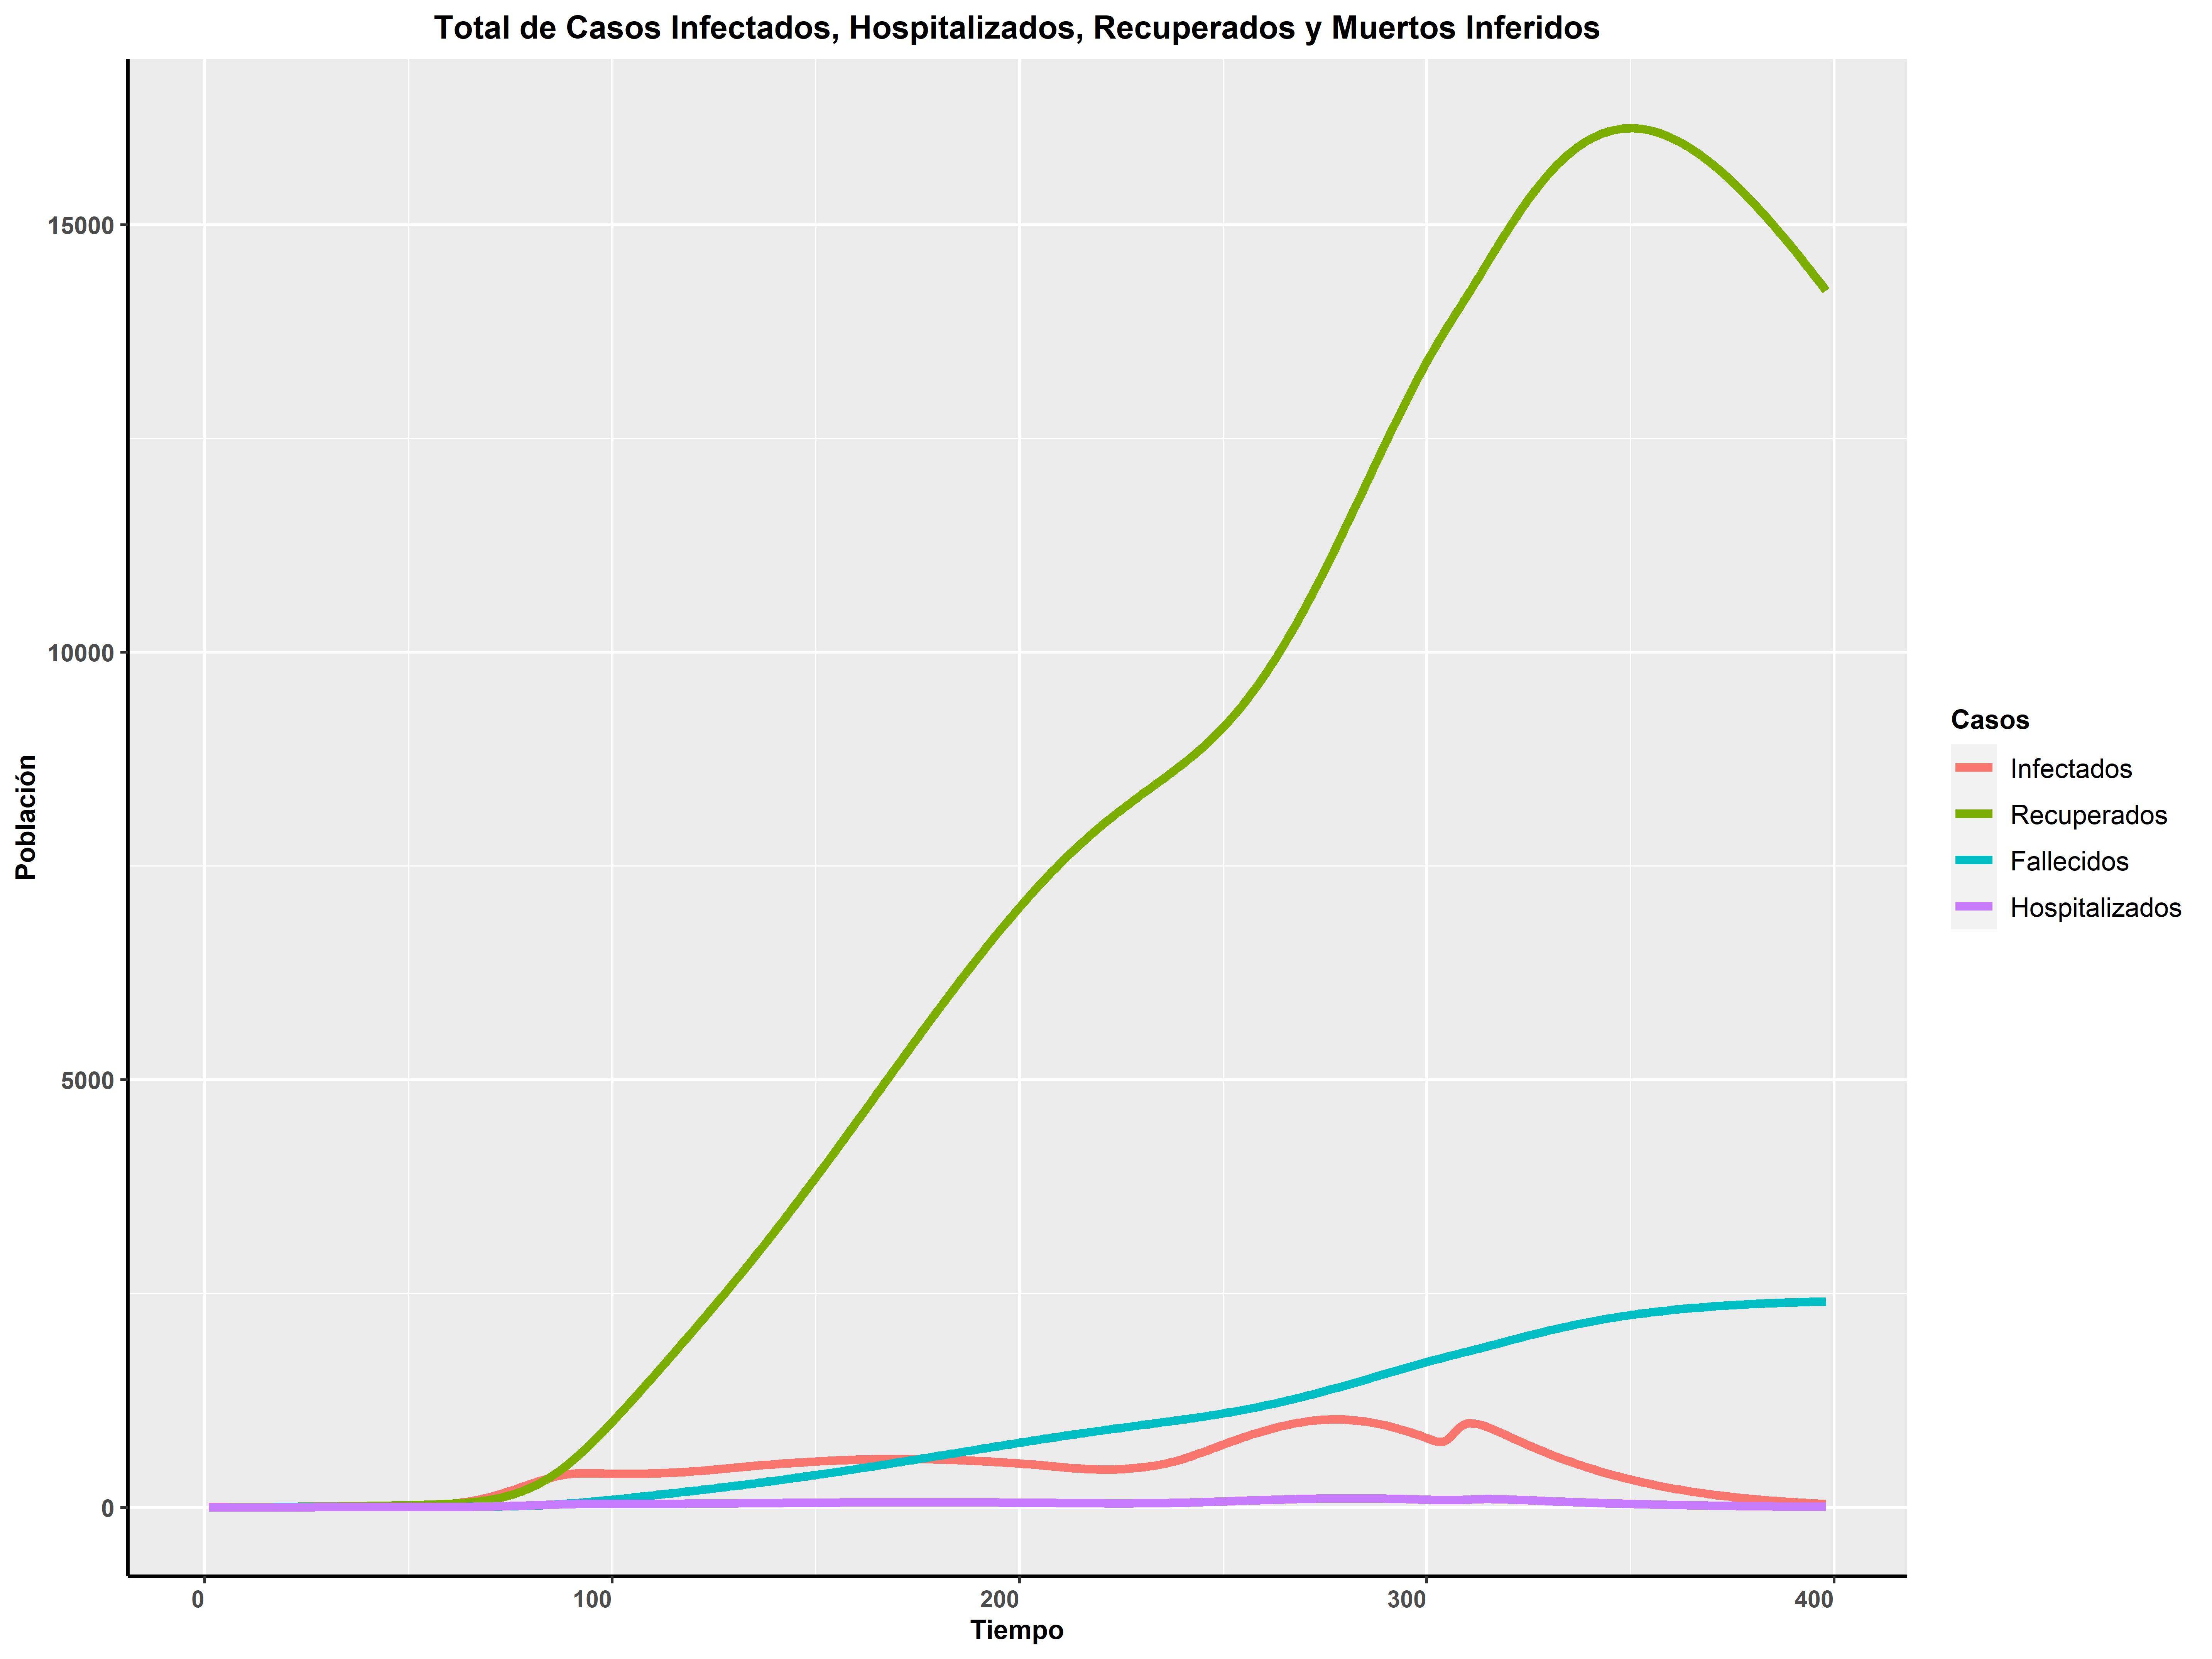 Total de Casos Infectados, Hospitalizados, Recuperados y Muertos Inferidos
15000
10000
5000
0
Población
0 100 200 300 400
Tiempo
Casos
Infectados
Recuperados
Fallecidos
Hospitalizados